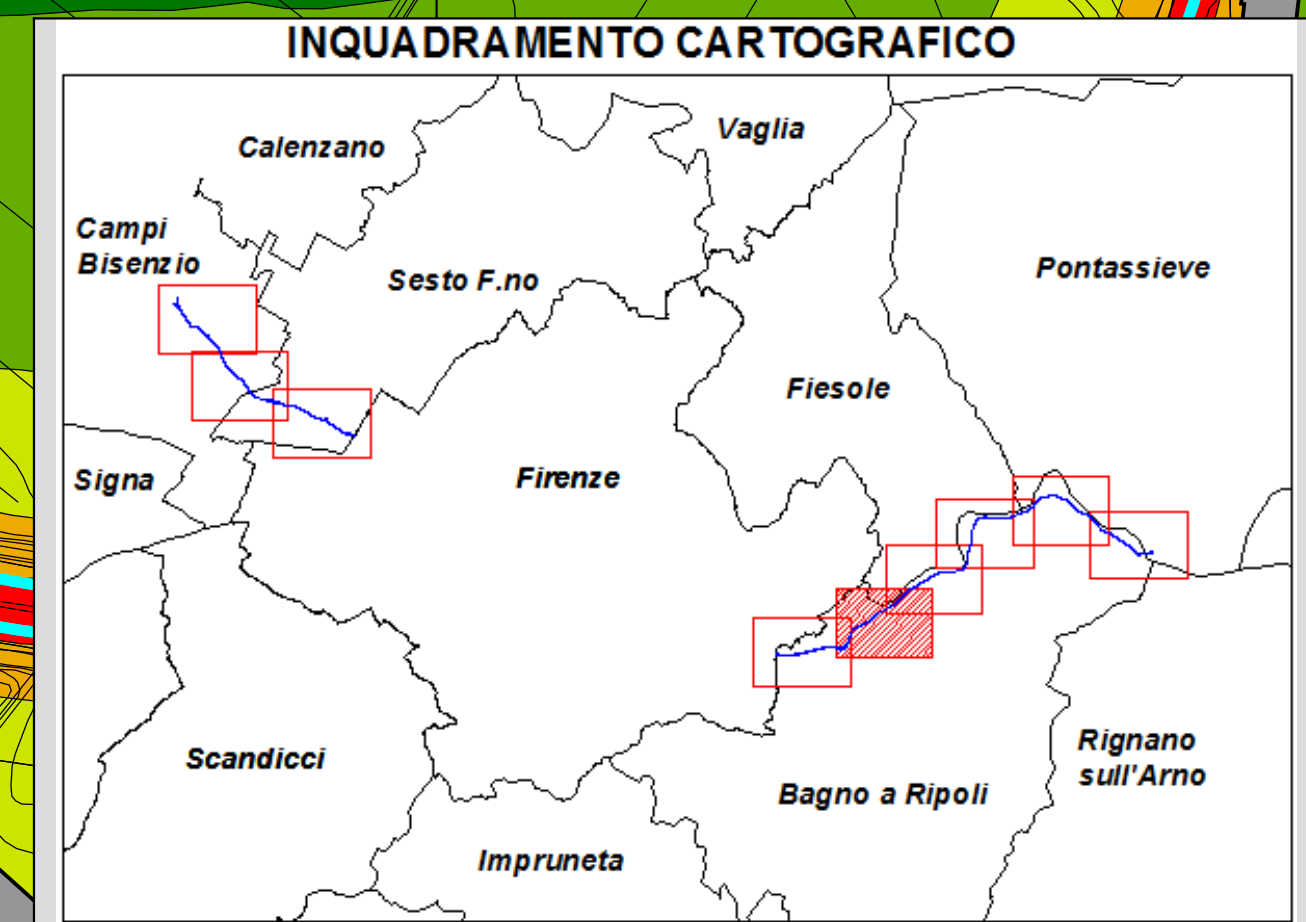 INQUADRAMENTO CARTOGRAFICO
Vaglia
Calenzano
Campi
Bisenzio
Sesto F.no
Pontassieve
Fiesole
Signa
Firenze
Scandicci
Rignano
sull'Arno
Bagno a Ripoli
Impruneta